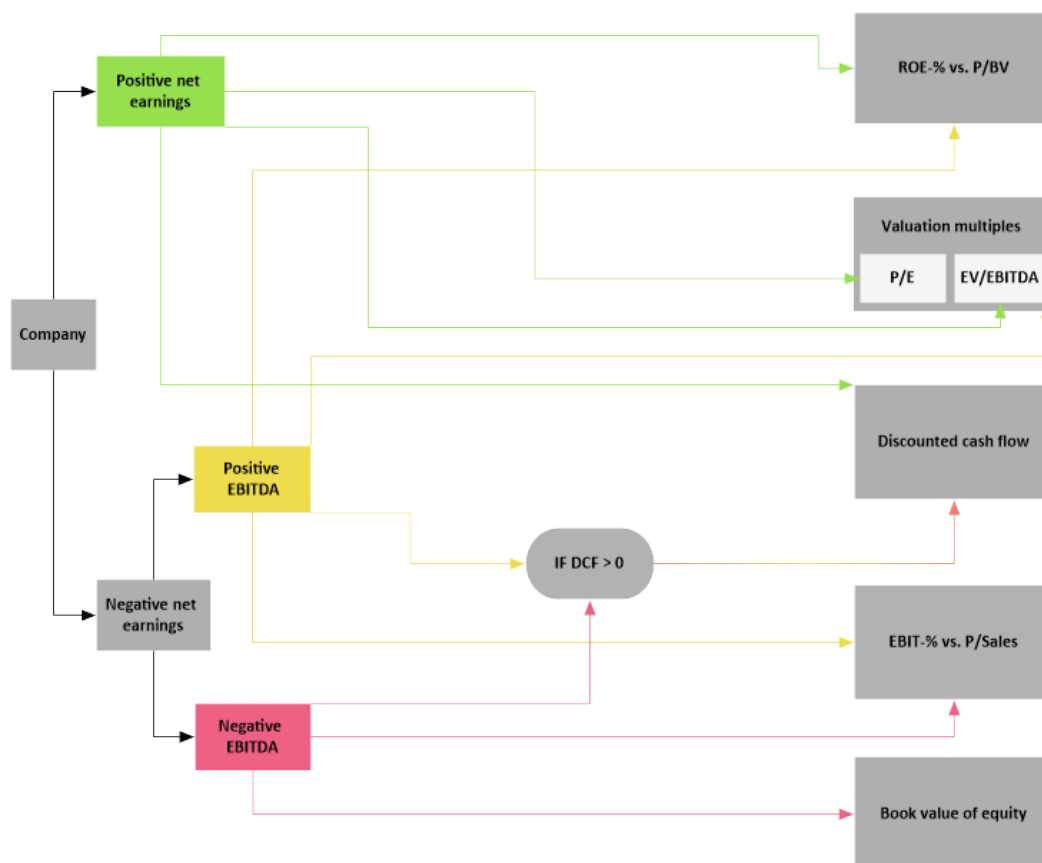 ROE-% vs. P/BV
Positive net
earnings
Valuation multiples
P/E
EV/EBITDA
Company
Discounted cash flow
Positive
EBITDA
IF DCF > 0
Negative net
earnings
EBIT-% vs. P/Sales
Negative
EBITDA
Book value of equity